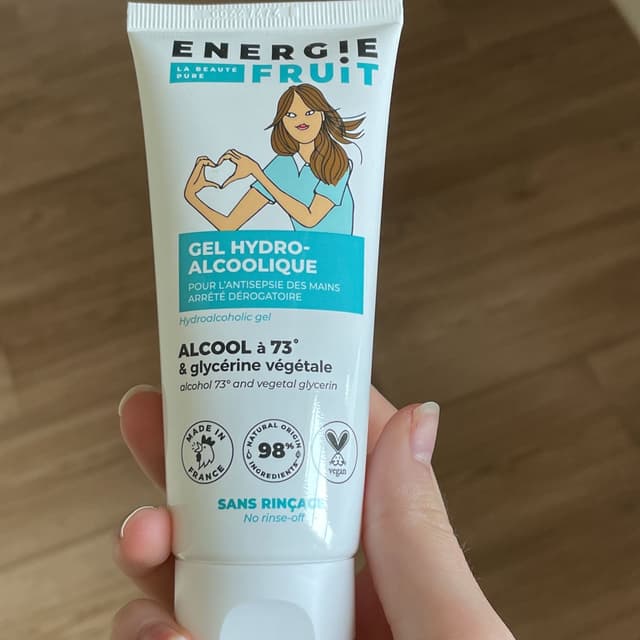 ENERGiE
LA BEAUTÉ
PURE
FRUiT
GEL HYDRO-
ALCOOLIQUE
POUR L'ANTISEPSIE DES MAINS
ARRÊTÉ DÉROGATOIRE
Hydroalcoholic gel
ALCOOL à 73°
& glycérine végétale
alcohol 73° and vegetal glycerin
MADE IN
FRANCE
NATURAL ORIGIN
98%
INGREDIENTS
vegan
SANS RINÇAGE
No rinse-off